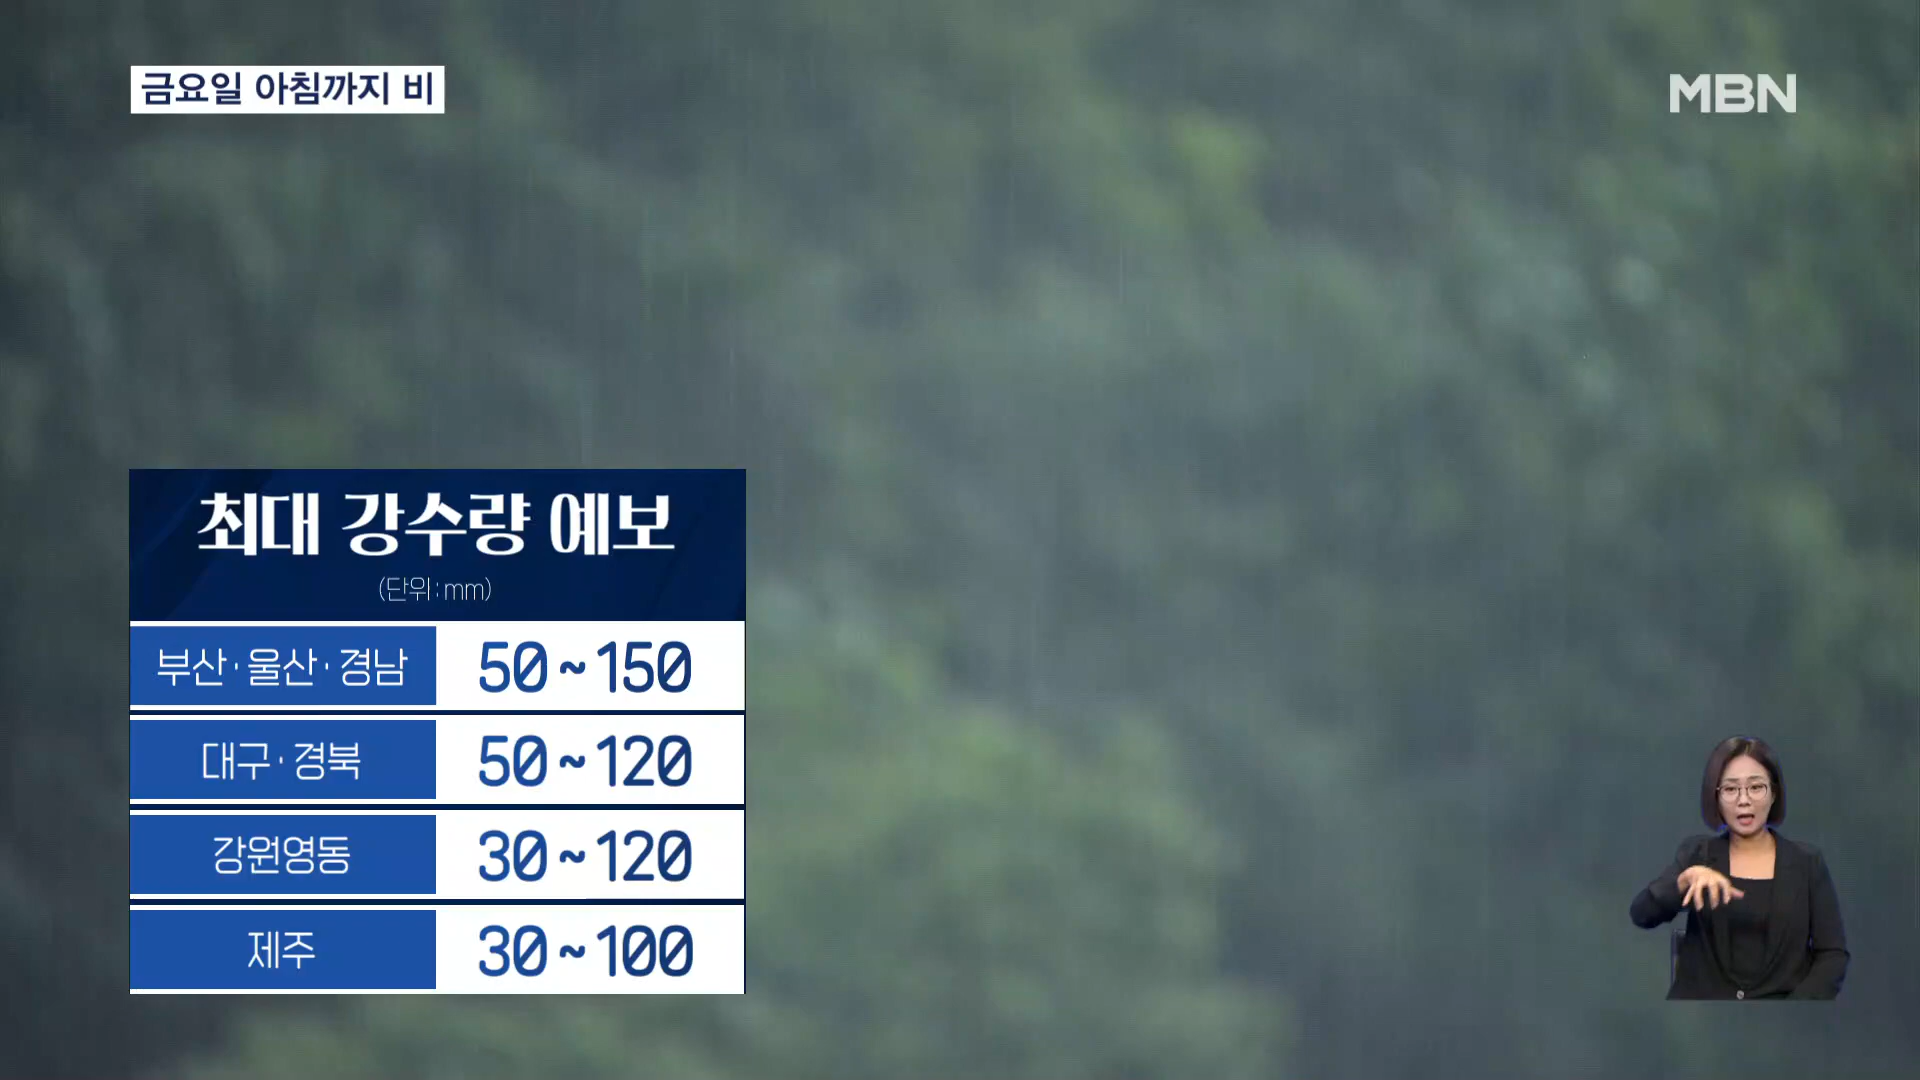 금요일 아침까지 비
MBN
최대 강수량 예보
(단위:mm)
부산·울산·경남 50~150
대구·경북 50~120
강원영동 30~120
제주 30~100